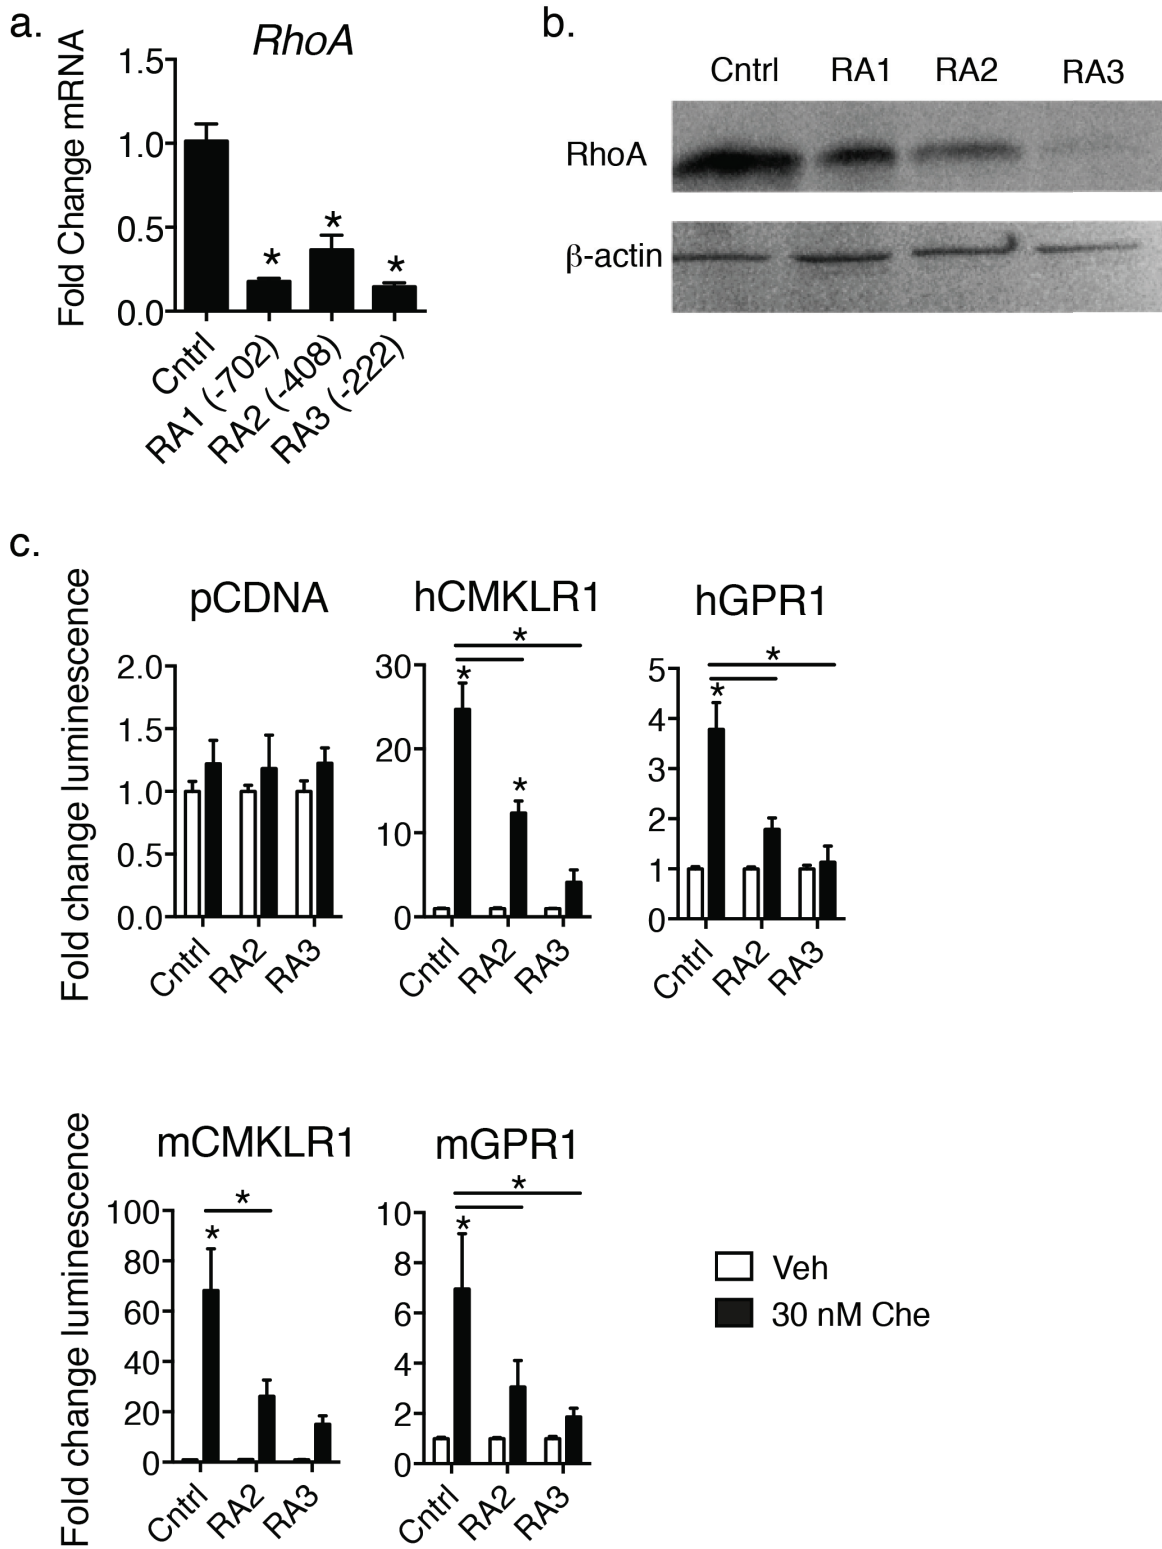 a.
RhoA
Fold Change mRNA
1.5
1.0
0.5
0.0
*
*
*
Cntrl
RA1 (-702)
RA2 (-408)
RA3 (-222)
b.
Cntrl RA1 RA2 RA3
RhoA
β-actin
c.
pCDNA
Fold change luminescence
2.0
1.5
1.0
0.5
0.0
Cntrl
RA2
RA3
hCMKLR1
*
*
*
30
20
10
0
Cntrl
RA2
RA3
hGPR1
*
*
5
4
3
2
1
0
Cntrl
RA2
RA3
mCMKLR1
Fold change luminescence
*
*
100
80
60
40
20
0
Cntrl
RA2
RA3
mGPR1
*
*
10
8
6
4
2
0
Cntrl
RA2
RA3
Veh
30 nM Che